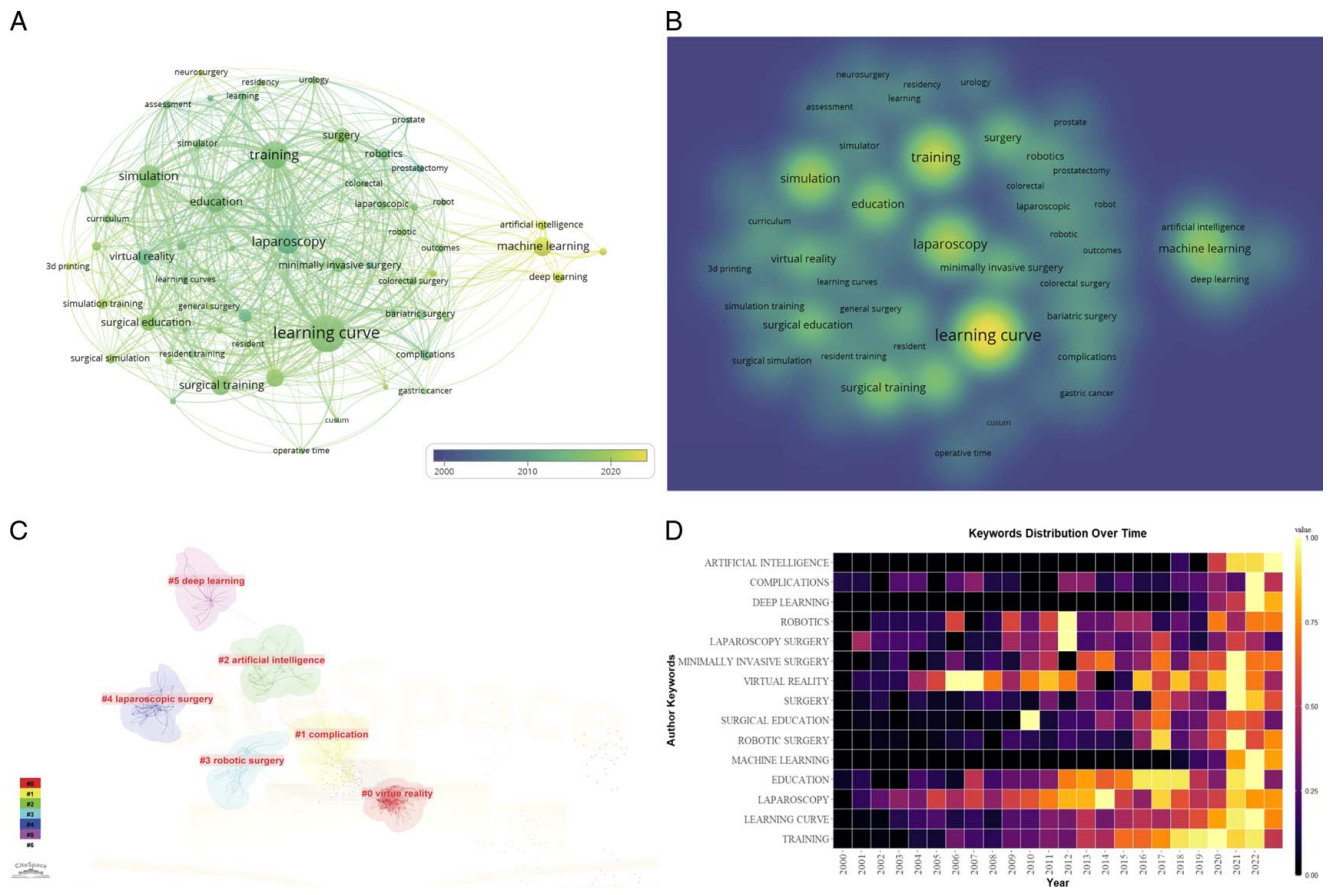 A
neurosurgery
residency
urology
assessment
learning
prostate
surgery
simulator
training
robotics
prostatectomy
simulation
colorectal
education
laparoscopic
robot
curriculum
robotic
artificial intelligence
laparoscopy
outcomes
machine learning
virtual reality
minimally invasive surgery
3d printing
learning curves
colorectal surgery
deep learning
simulation training
general surgery
bariatric surgery
surgical education
learning curve
resident
surgical simulation
resident training
complications
surgical training
gastric cancer
cusum
operative time
2000 2010 2020
B
neurosurgery
residency
urology
assessment
learning
prostate
surgery
simulator
training
robotics
prostatectomy
simulation
colorectal
education
laparoscopic
robot
curriculum
artificial intelligence
robotic
laparoscopy
machine learning
outcomes
virtual reality
minimally invasive surgery
3d printing
deep learning
learning curves
colorectal surgery
simulation training
general surgery
bariatric surgery
surgical education
learning curve
resident
surgical simulation
resident training
complications
surgical training
gastric cancer
cusum
operative time
C
#5 deep learning
#2 artificial intelligence
#4 laparoscopic surgery
#1 complication
#3 robotic surgery
#0 virtue reality
#0
#1
#2
#3
#4
#5
#6
CiteSpace
D
Keywords Distribution Over Time
value
1.00
0.75
0.50
0.25
0.00
Author Keywords
ARTIFICIAL INTELLIGENCE
COMPLICATIONS
DEEP LEARNING
ROBOTICS
LAPAROSCOPY SURGERY
MINIMALLY INVASIVE SURGERY
VIRTUAL REALITY
SURGERY
SURGICAL EDUCATION
ROBOTIC SURGERY
MACHINE LEARNING
EDUCATION
LAPAROSCOPY
LEARNING CURVE
TRAINING
2000 2001 2002 2003 2004 2005 2006 2007 2008 2009 2010 2011 2012 2013 2014 2015 2016 2017 2018 2019 2020 2021 2022
Year